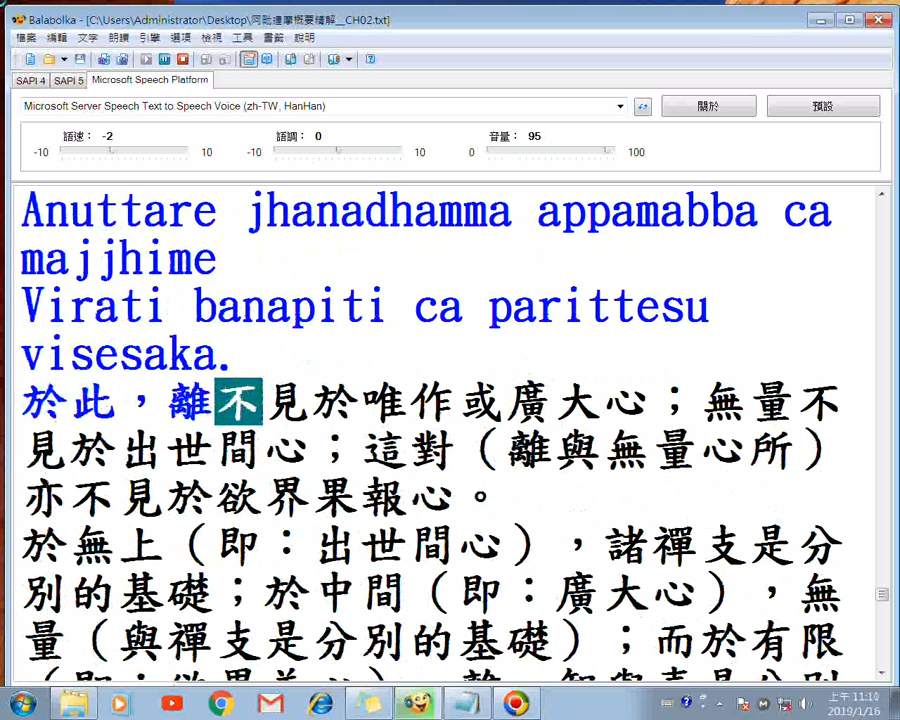 Balabolka - [C:\Users\Administrator\Desktop\阿毗達摩概要精解__CH02.txt]
檔案 編輯 文字 朗讀 引擎 選項 檢視 工具 書籤 說明
SAPI 4 SAPI 5 Microsoft Speech Platform
Microsoft Server Speech Text to Speech Voice (zh-TW, HanHan) 關於 預設
語速： -2 語調： 0 音量： 95
-10 10 -10 10 0 100
Anuttare jhanadhamma appamabba ca
majjhime
Virati banapiti ca parittesu
visesaka.
於此，離不見於唯作或廣大心；無量不
見於出世間心；這對（離與無量心所）
亦不見於欲界果報心。
於無上（即：出世間心），諸禪支是分
別的基礎；於中間（即：廣大心），無
量（與禪支是分別的基礎）；而於有限
上午 11:10
2019/1/16